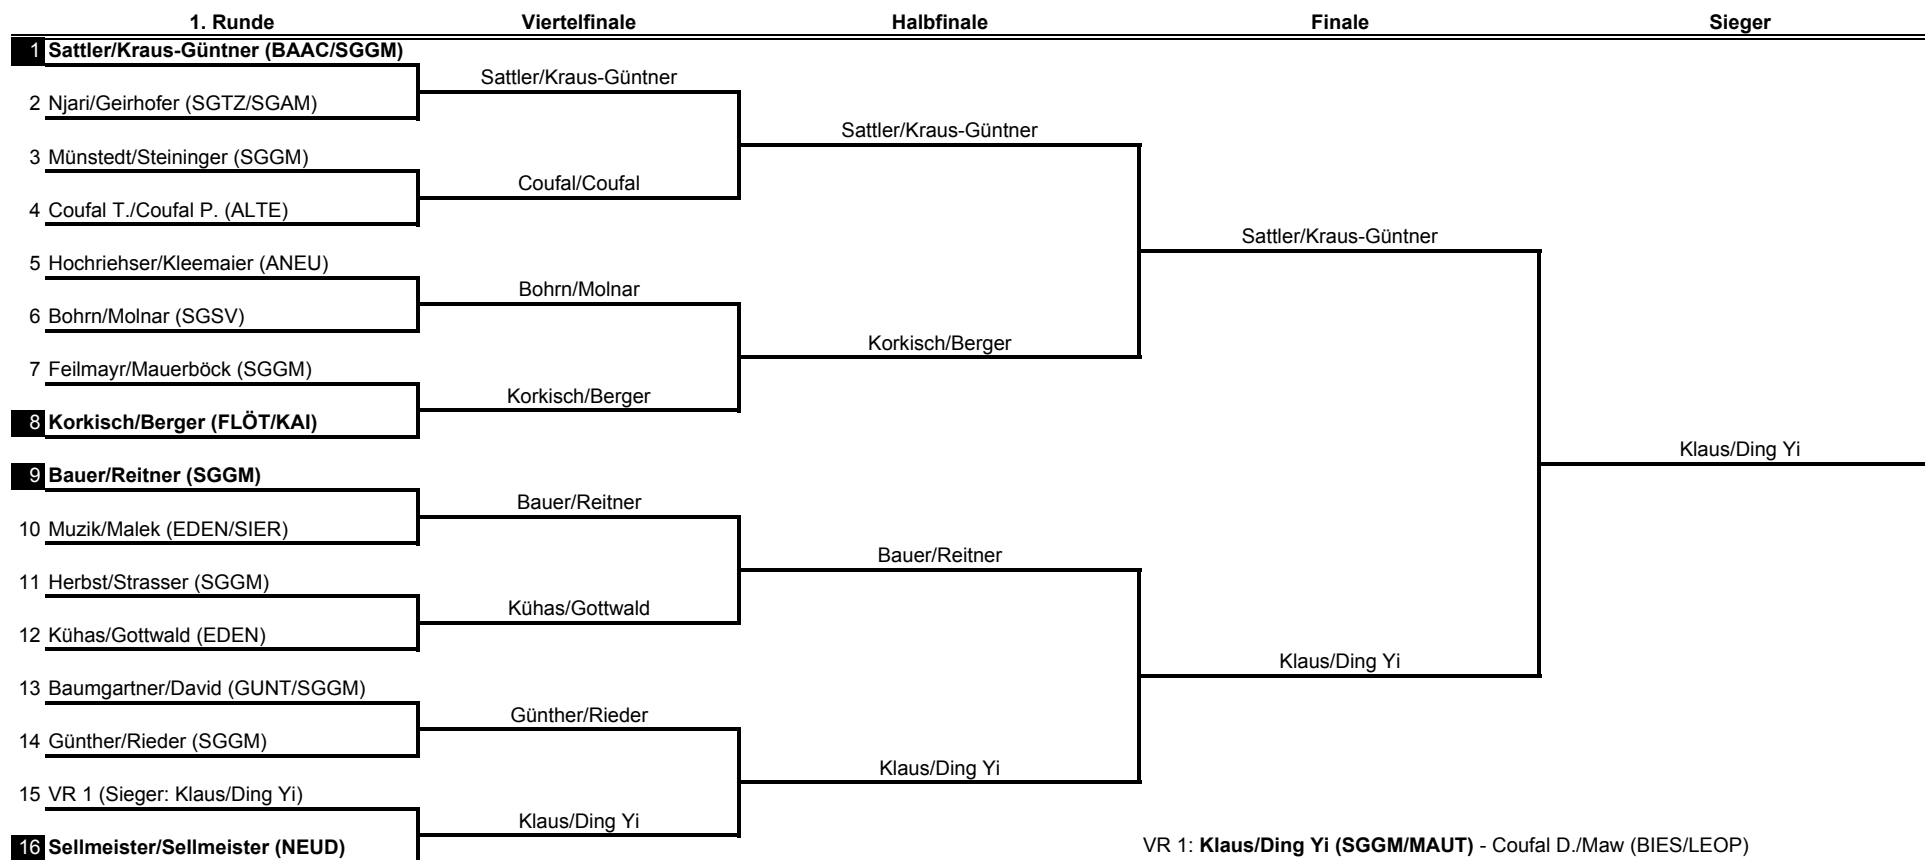 1. Runde Viertelfinale Halbfinale Finale Sieger
1 Sattler/Kraus-Güntner (BAAC/SGGM)
Sattler/Kraus-Güntner
2 Njari/Geirhofer (SGTZ/SGAM)
Sattler/Kraus-Güntner
3 Münstedt/Steininger (SGGM)
Coufal/Coufal
4 Coufal T./Coufal P. (ALTE)
Sattler/Kraus-Güntner
5 Hochriehser/Kleemaier (ANEU)
Bohrn/Molnar
6 Bohrn/Molnar (SGSV)
Korkisch/Berger
7 Feilmayr/Mauerböck (SGGM)
Korkisch/Berger
8 Korkisch/Berger (FLÖT/KAI)
Klaus/Ding Yi
9 Bauer/Reitner (SGGM)
Bauer/Reitner
10 Muzik/Malek (EDEN/SIER)
Bauer/Reitner
11 Herbst/Strasser (SGGM)
Kühas/Gottwald
12 Kühas/Gottwald (EDEN)
Klaus/Ding Yi
13 Baumgartner/David (GUNT/SGGM)
Günther/Rieder
14 Günther/Rieder (SGGM)
Klaus/Ding Yi
15 VR 1 (Sieger: Klaus/Ding Yi)
Klaus/Ding Yi
16 Sellmeister/Sellmeister (NEUD)
VR 1: Klaus/Ding Yi (SGGM/MAUT) - Coufal D./Maw (BIES/LEOP)